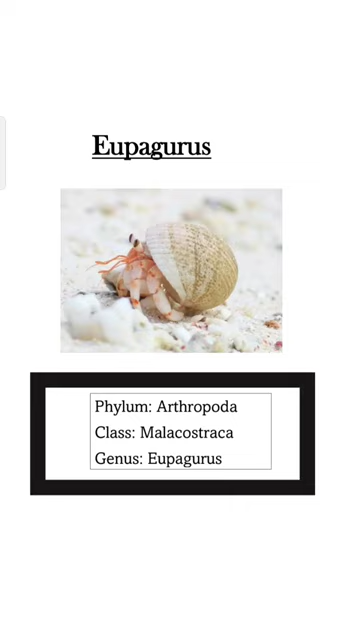 Eupagurus
Phylum: Arthropoda
Class: Malacostraca
Genus: Eupagurus